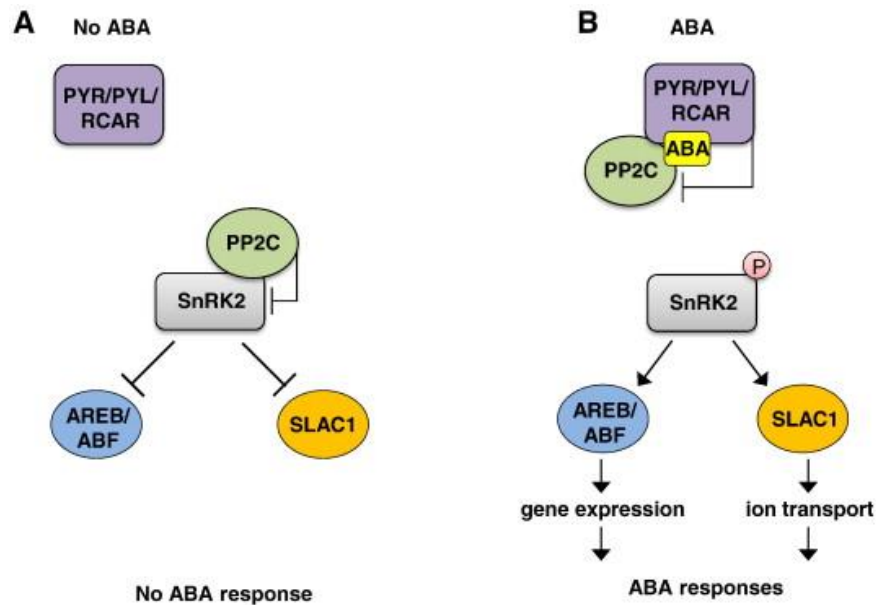 A
No ABA
PYR/PYL/
RCAR
PP2C
SnRK2
AREB/
ABF
SLAC1
No ABA response
B
ABA
PYR/PYL/
RCAR
ABA
PP2C
P
SnRK2
AREB/
ABF
SLAC1
gene expression
ion transport
ABA responses